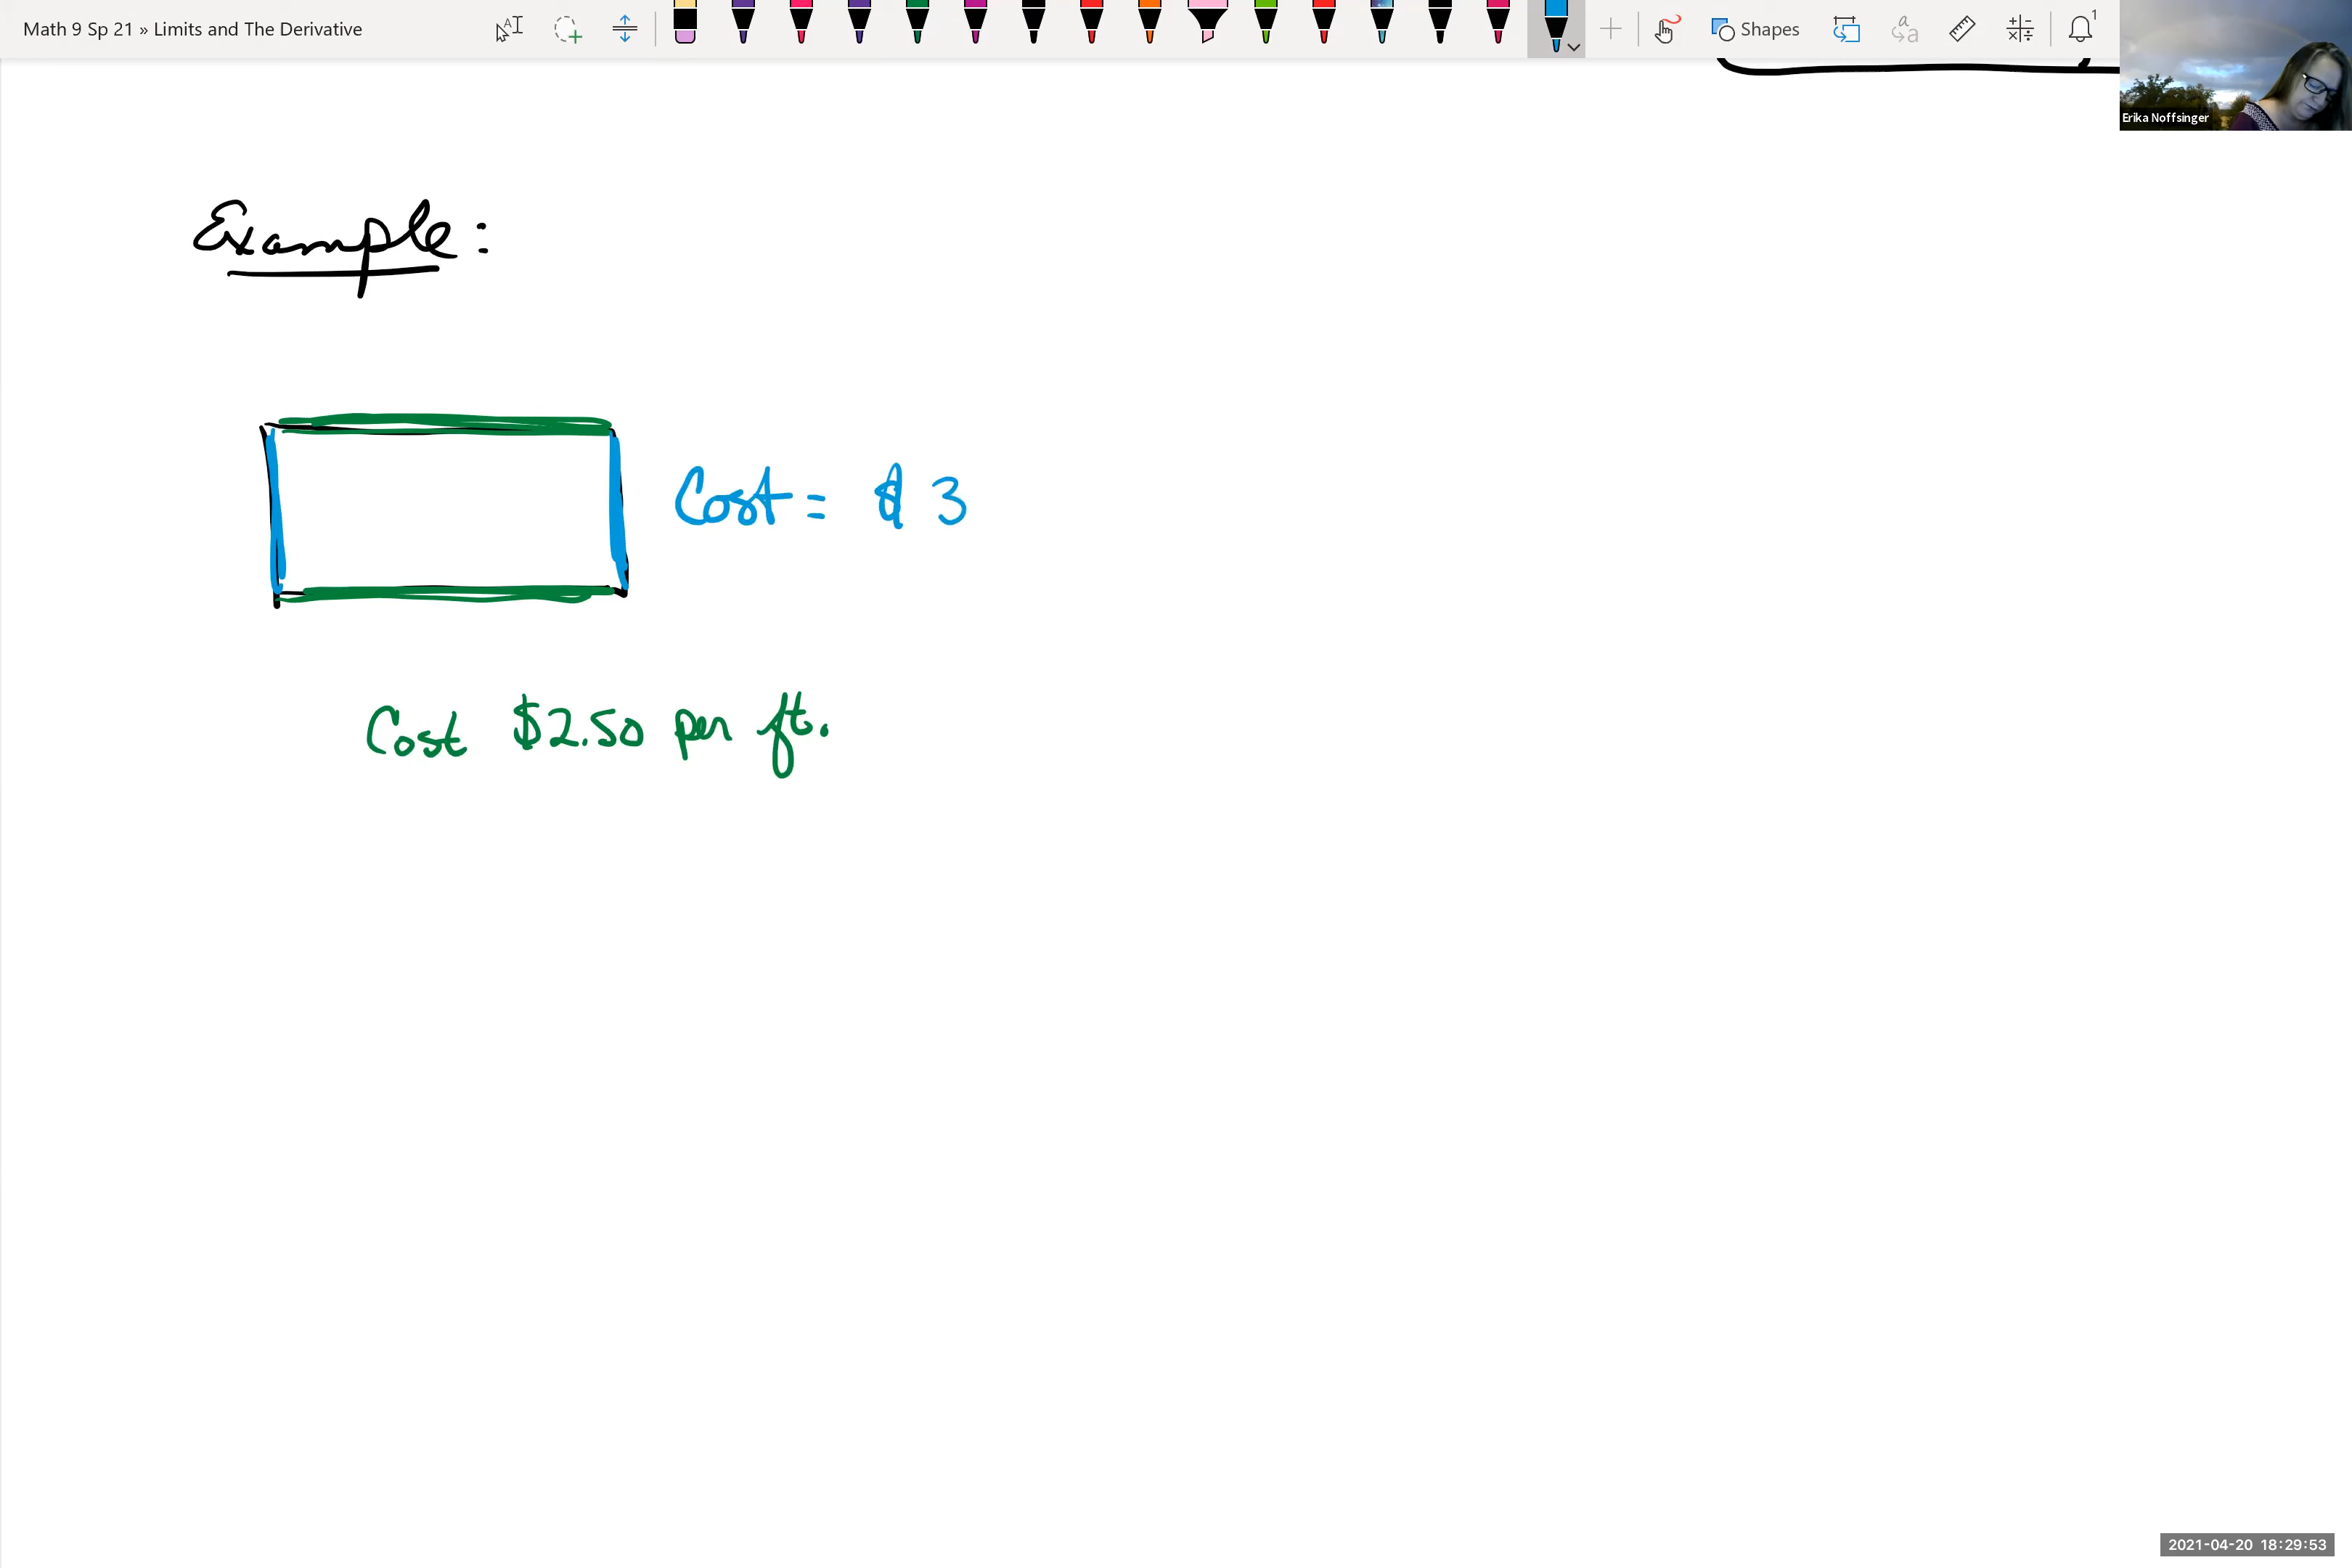 Math 9 Sp 21 » Limits and The Derivative
Shapes
1
Erika Noffsinger
Example:
Cost = $ 3
Cost $2.50 per ft.
2021-04-20 18:29:53